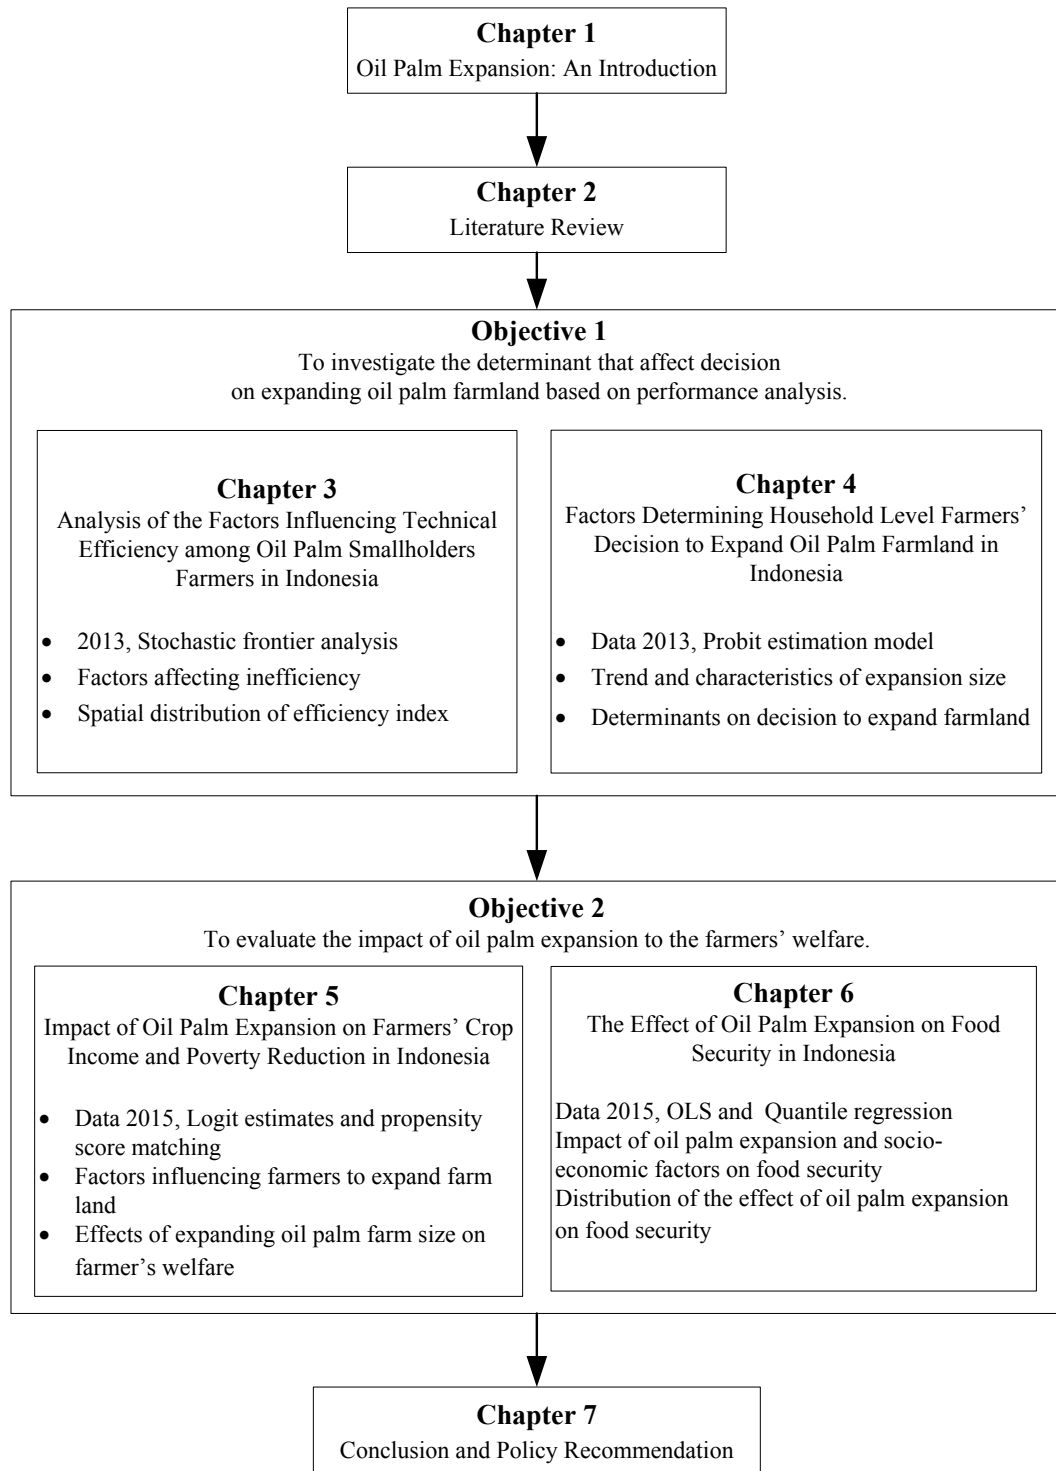 Chapter 1
Oil Palm Expansion: An Introduction
Chapter 2
Literature Review
Objective 1
To investigate the determinant that affect decision
on expanding oil palm farmland based on performance analysis.
Chapter 3
Analysis of the Factors Influencing Technical
Efficiency among Oil Palm Smallholders
Farmers in Indonesia
• 2013, Stochastic frontier analysis
• Factors affecting inefficiency
• Spatial distribution of efficiency index
Chapter 4
Factors Determining Household Level Farmers’
Decision to Expand Oil Palm Farmland in
Indonesia
• Data 2013, Probit estimation model
• Trend and characteristics of expansion size
• Determinants on decision to expand farmland
Objective 2
To evaluate the impact of oil palm expansion to the farmers’ welfare.
Chapter 5
Impact of Oil Palm Expansion on Farmers’ Crop
Income and Poverty Reduction in Indonesia
• Data 2015, Logit estimates and propensity
score matching
• Factors influencing farmers to expand farm
land
• Effects of expanding oil palm farm size on
farmer’s welfare
Chapter 6
The Effect of Oil Palm Expansion on Food
Security in Indonesia
Data 2015, OLS and Quantile regression
Impact of oil palm expansion and socio-
economic factors on food security
Distribution of the effect of oil palm expansion
on food security
Chapter 7
Conclusion and Policy Recommendation